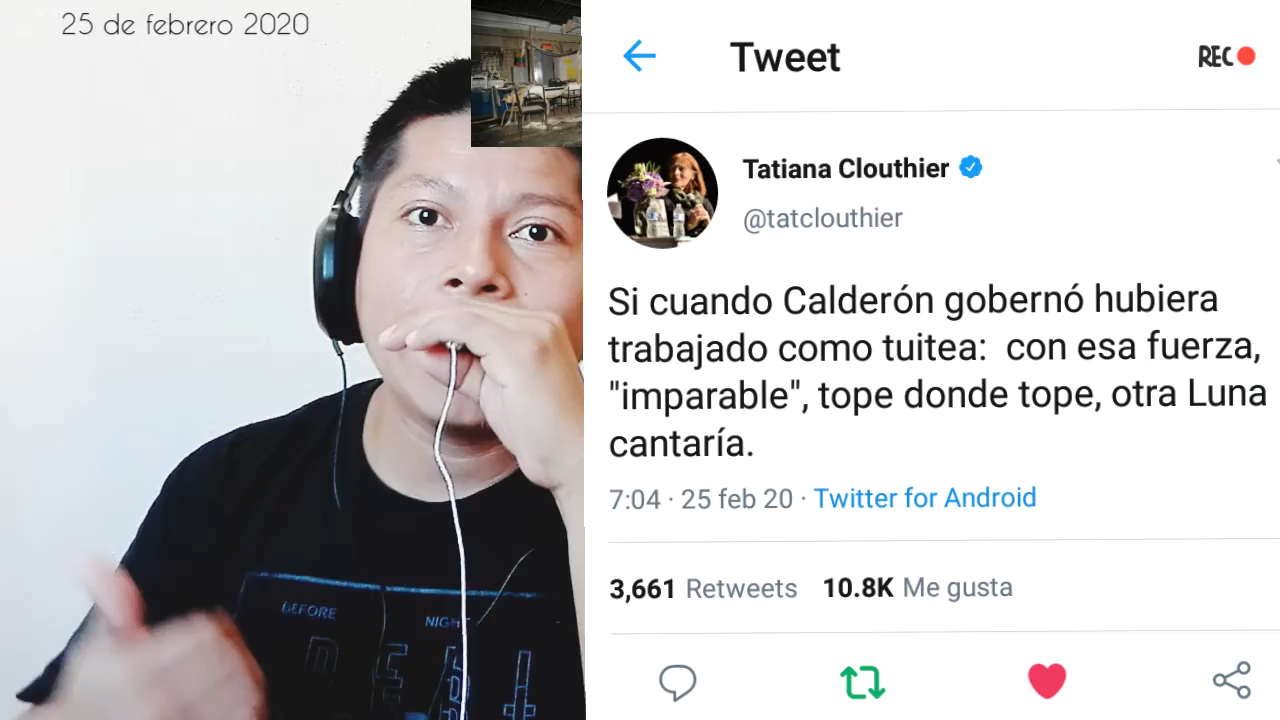 25 de febrero 2020
Tweet
REC
Tatiana Clouthier
@tatclouthier
Si cuando Calderón gobernó hubiera
trabajado como tuitea:  con esa fuerza,
"imparable", tope donde tope, otra Luna
cantaría.
7:04 · 25 feb 20 · Twitter for Android
3,661 Retweets 10.8K Me gusta
BEFORE
NIGHT